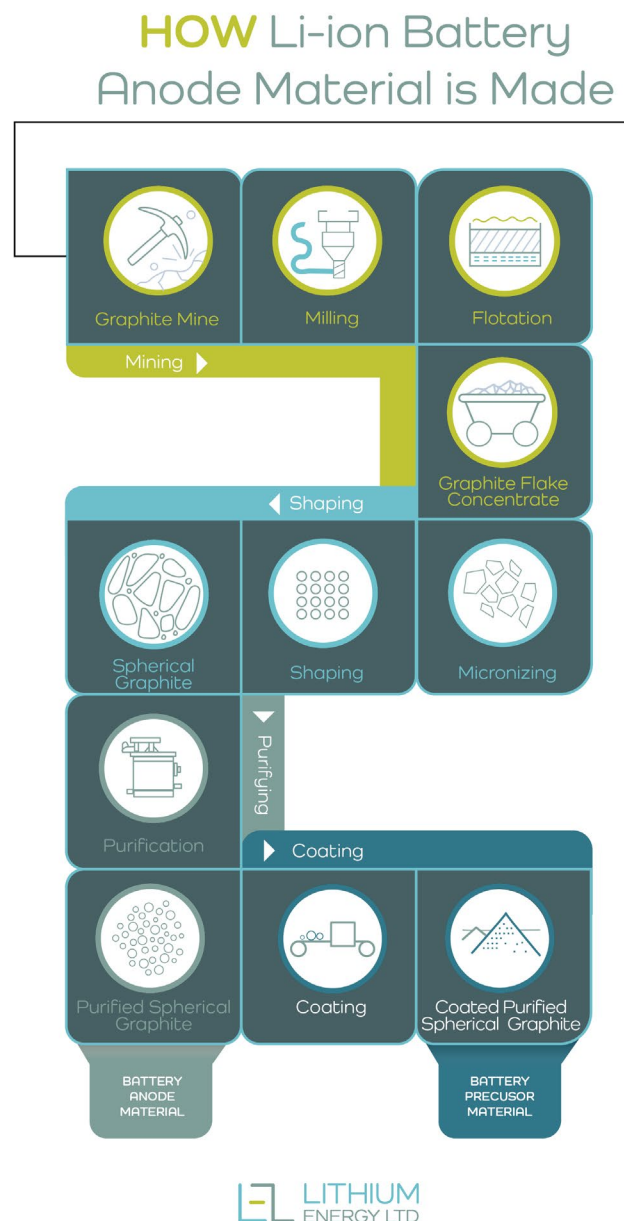 HOW Li-ion Battery
Anode Material is Made
Graphite Mine
Milling
Flotation
Mining
Graphite Flake
Concentrate
Shaping
Spherical
Graphite
Shaping
Micronizing
Purifying
Purification
Coating
Purified Spherical
Graphite
Coating
Coated Purified
Spherical Graphite
BATTERY
ANODE
MATERIAL
BATTERY
PRECUSOR
MATERIAL
LITHIUM
ENERGY LTD